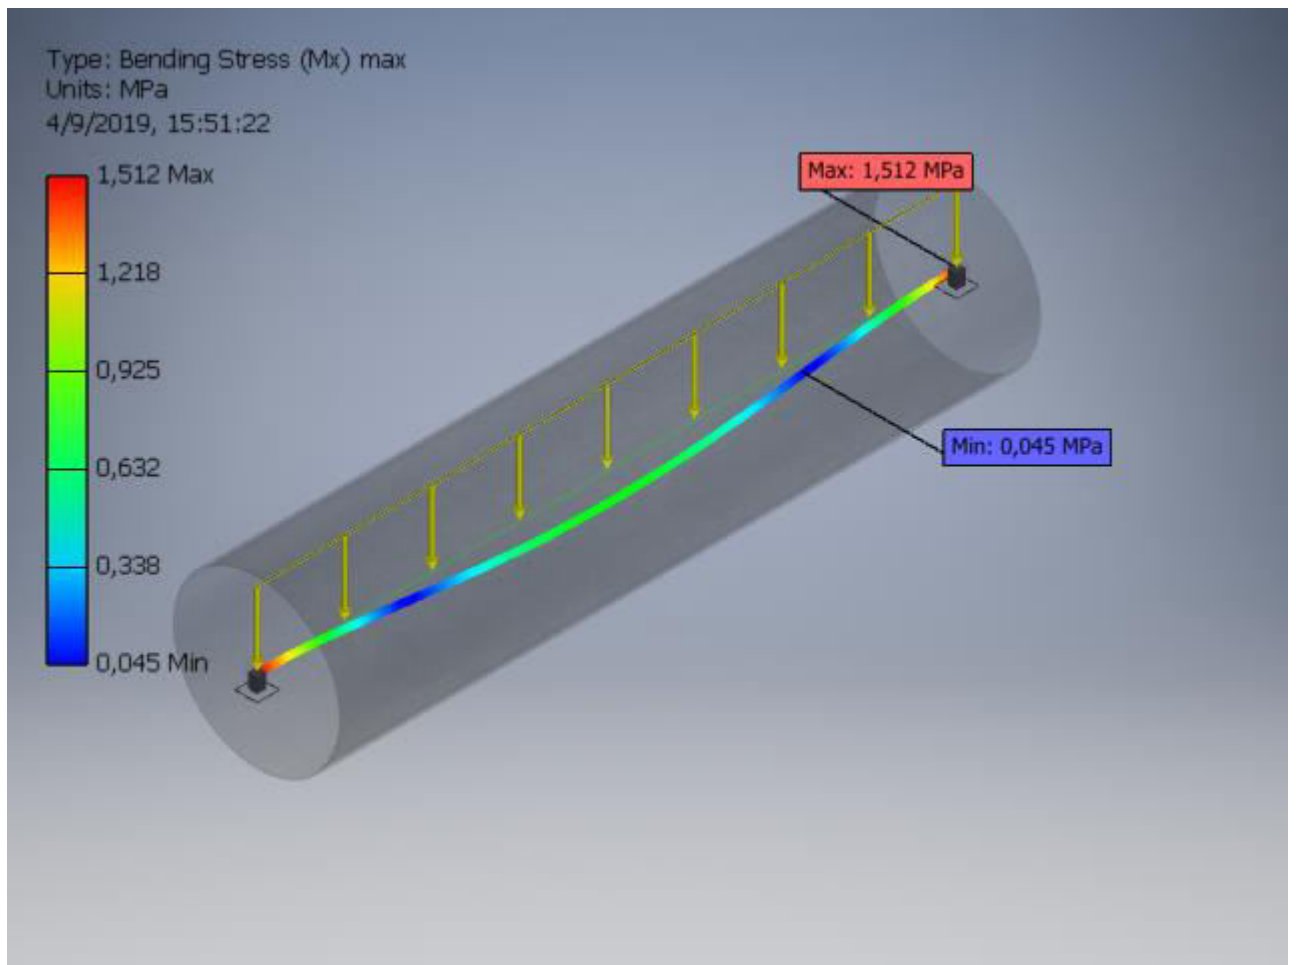 Type: Bending Stress (Mx) max
Units: MPa
4/9/2019, 15:51:22
1,512 Max
1,218
0,925
0,632
0,338
0,045 Min
Max: 1,512 MPa
Min: 0,045 MPa